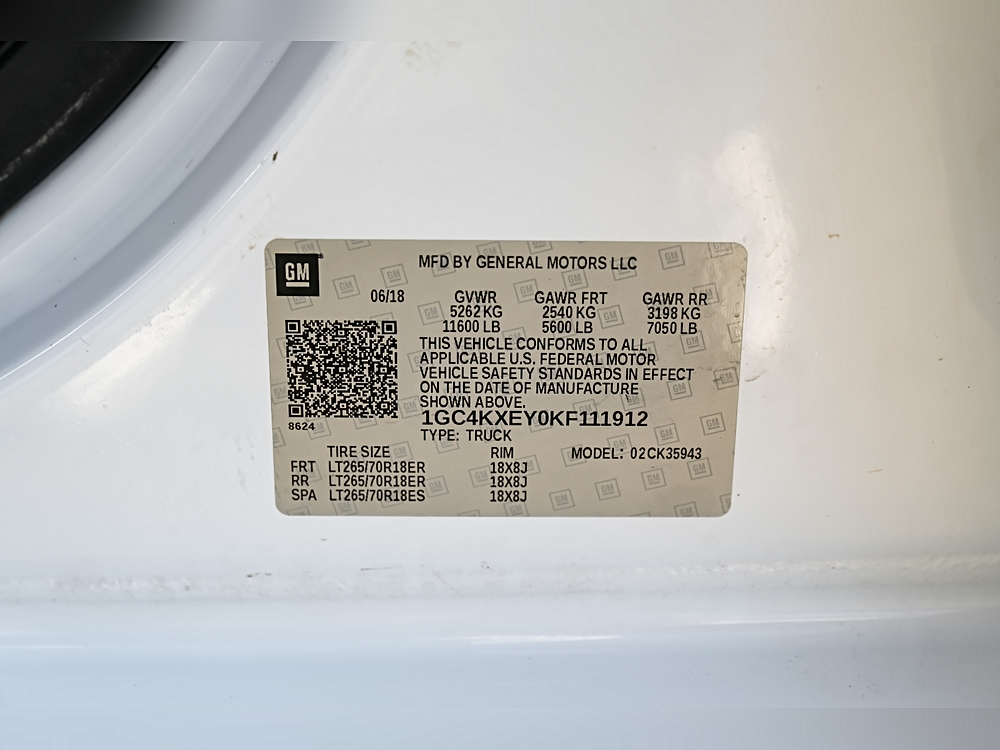 GM
MFD BY GENERAL MOTORS LLC
06/18 GVWR GAWR FRT GAWR RR
5262 KG 2540 KG 3198 KG
11600 LB 5600 LB 7050 LB
THIS VEHICLE CONFORMS TO ALL
APPLICABLE U.S. FEDERAL MOTOR
VEHICLE SAFETY STANDARDS IN EFFECT
ON THE DATE OF MANUFACTURE
SHOWN ABOVE.
8624
1GC4KXEY0KF111912
TYPE: TRUCK
TIRE SIZE RIM MODEL: 02CK35943
FRT LT265/70R18ER 18X8J
RR LT265/70R18ER 18X8J
SPA LT265/70R18ES 18X8J